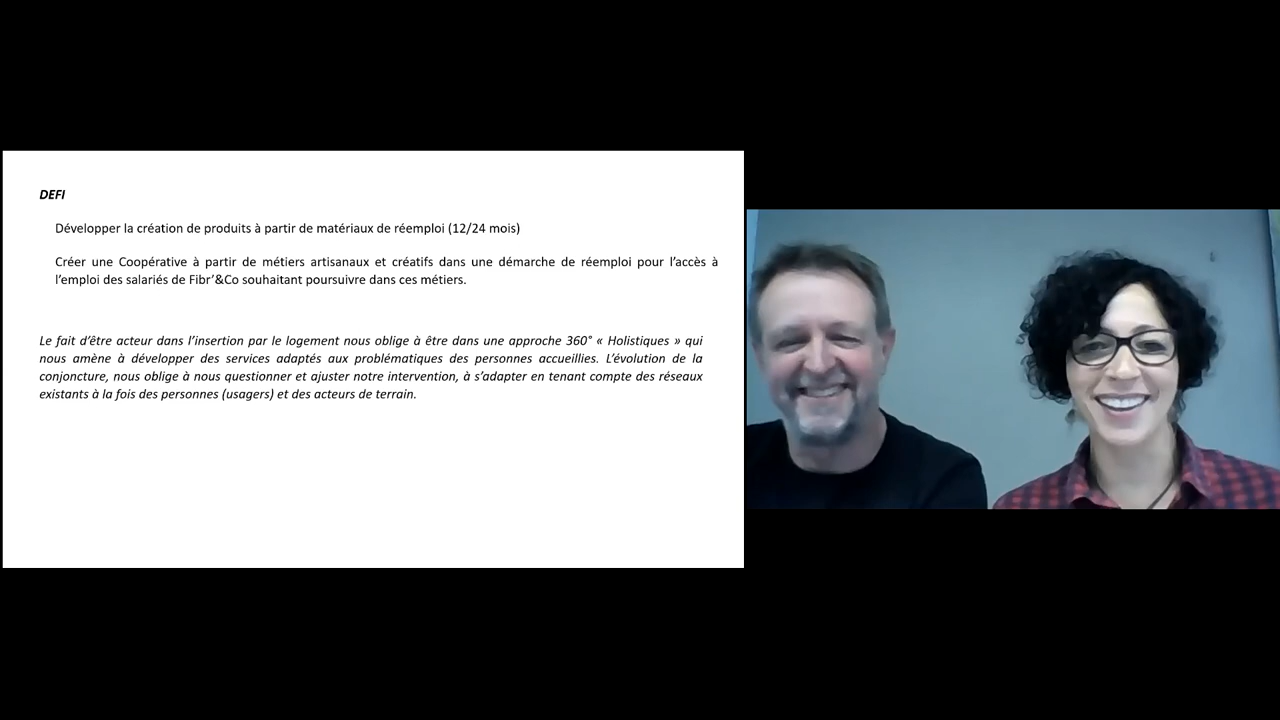 DEFI
Développer la création de produits à partir de matériaux de réemploi (12/24 mois)
Créer une Coopérative à partir de métiers artisanaux et créatifs dans une démarche de réemploi pour l’accès à
l’emploi des salariés de Fibr’&Co souhaitant poursuivre dans ces métiers.
Le fait d’être acteur dans l’insertion par le logement nous oblige à être dans une approche 360° « Holistiques » qui
nous amène à développer des services adaptés aux problématiques des personnes accueillies. L’évolution de la
conjoncture, nous oblige à nous questionner et ajuster notre intervention, à s’adapter en tenant compte des réseaux
existants à la fois des personnes (usagers) et des acteurs de terrain.